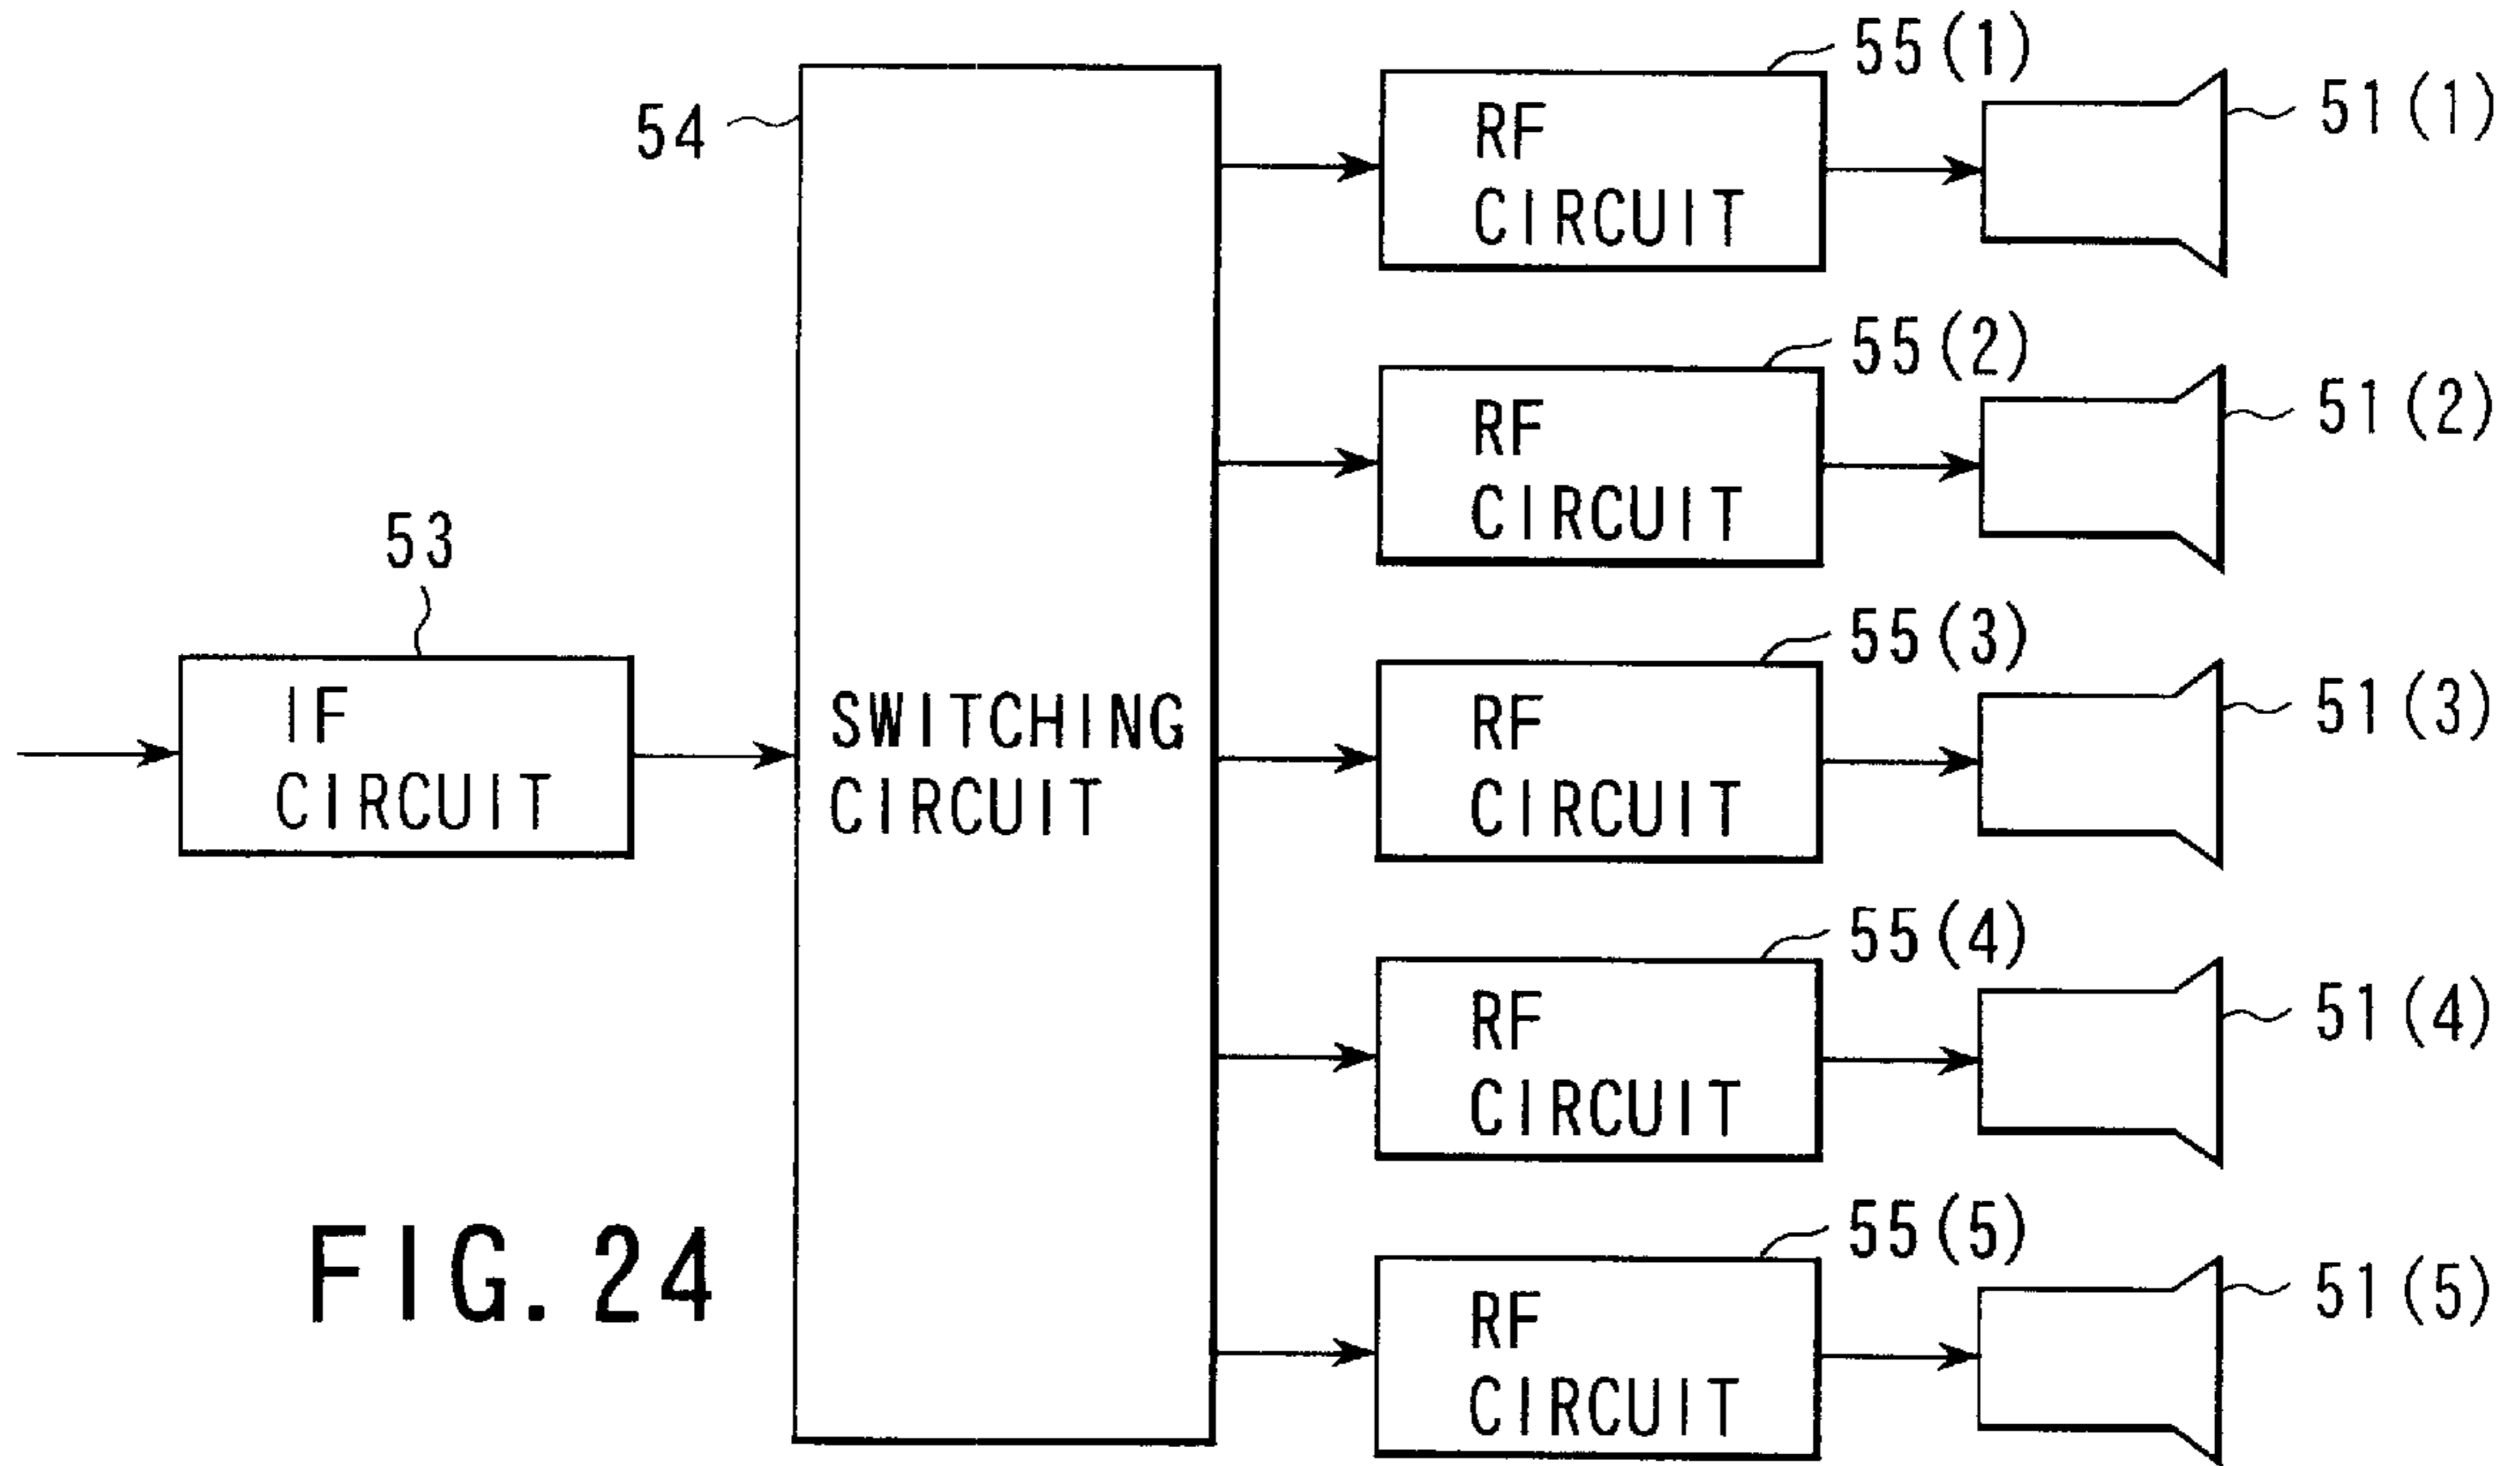 54
SWITCHING
CIRCUIT
53
IF
CIRCUIT
55(1)
RF
CIRCUIT
51(1)
55(2)
RF
CIRCUIT
51(2)
55(3)
RF
CIRCUIT
51(3)
55(4)
RF
CIRCUIT
51(4)
55(5)
RF
CIRCUIT
51(5)
FIG. 24